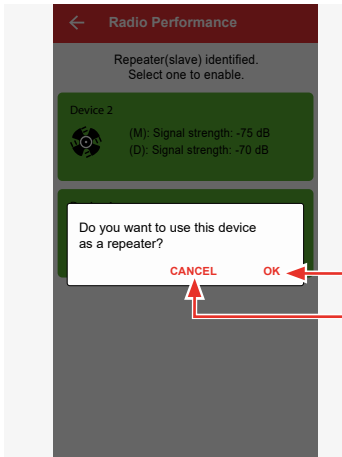 Radio Performance
Repeater(slave) identified.
Select one to enable.
Device 2
(M): Signal strength: -75 dB
(D): Signal strength: -70 dB
Do you want to use this device
as a repeater?
CANCEL OK